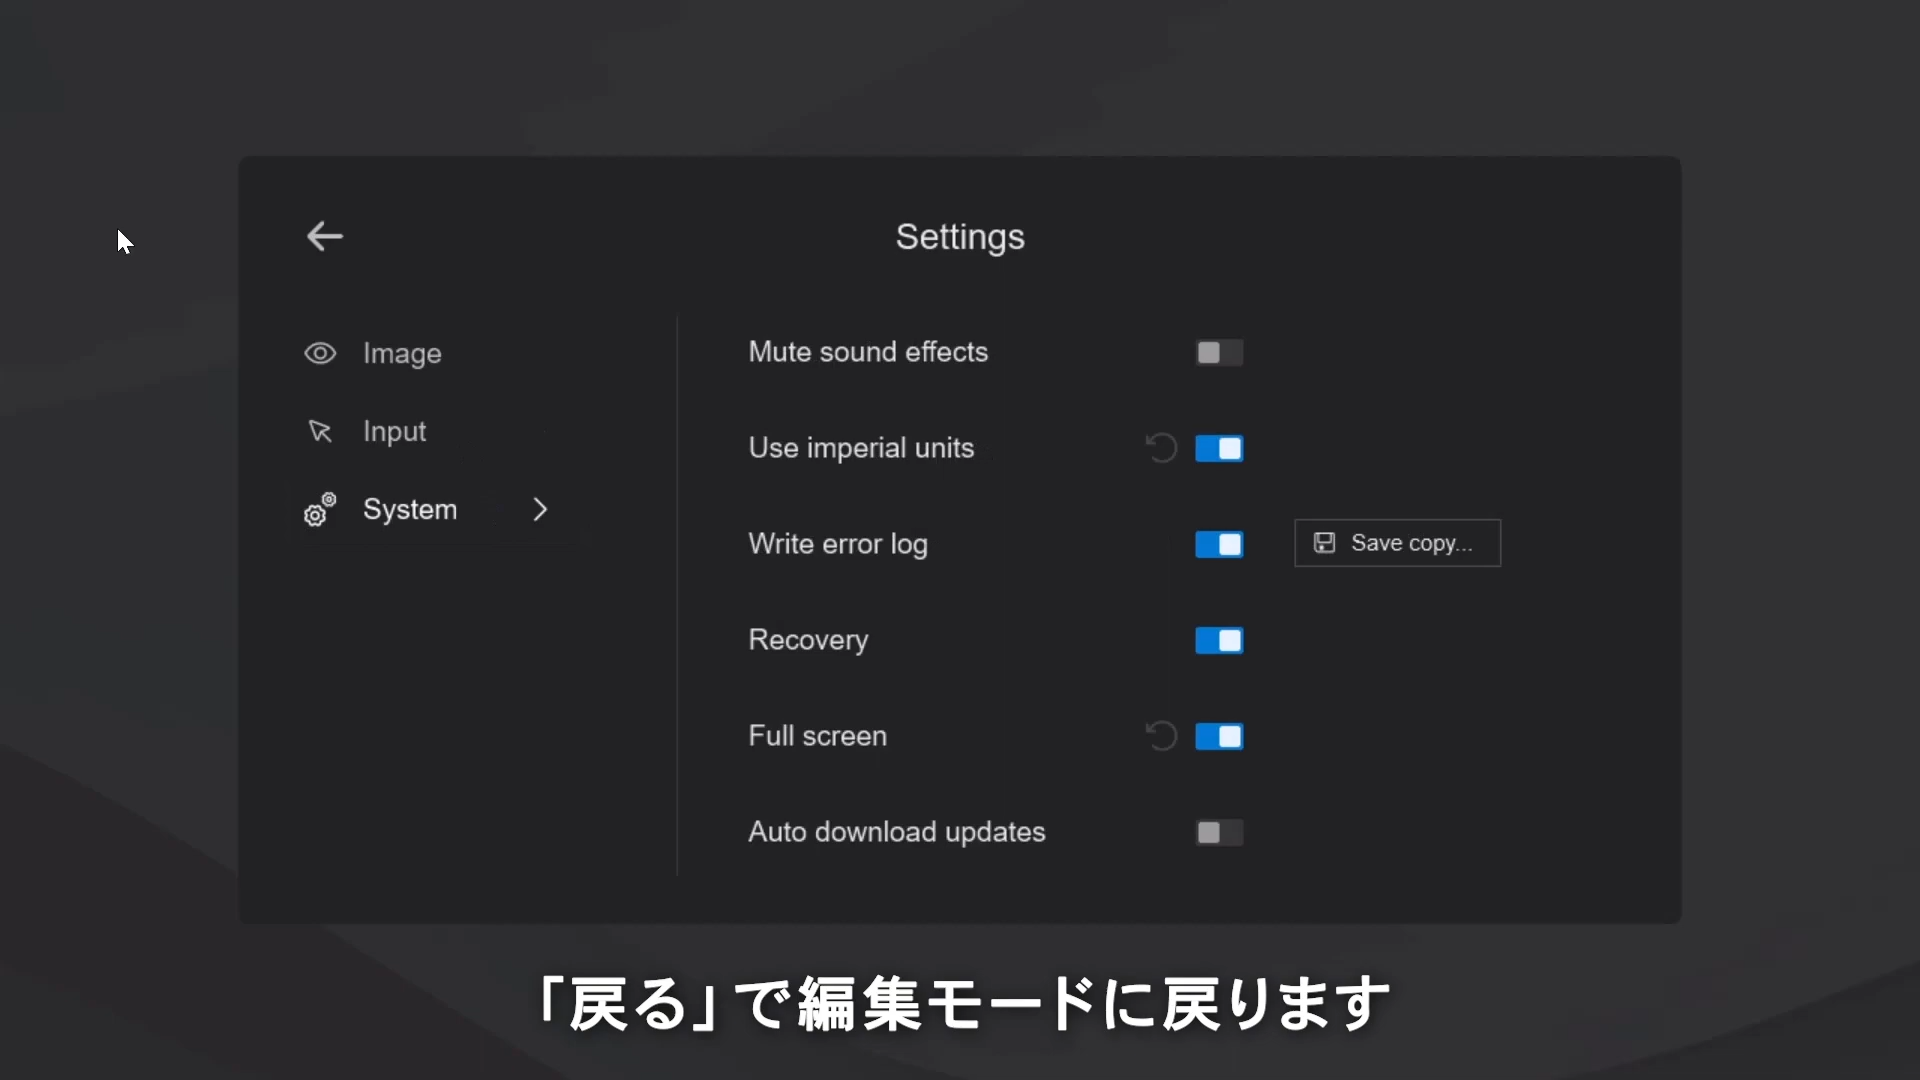 Settings
Image
Input
System
Mute sound effects
Use imperial units
Write error log
Save copy...
Recovery
Full screen
Auto download updates
「戻る」で編集モードに戻ります